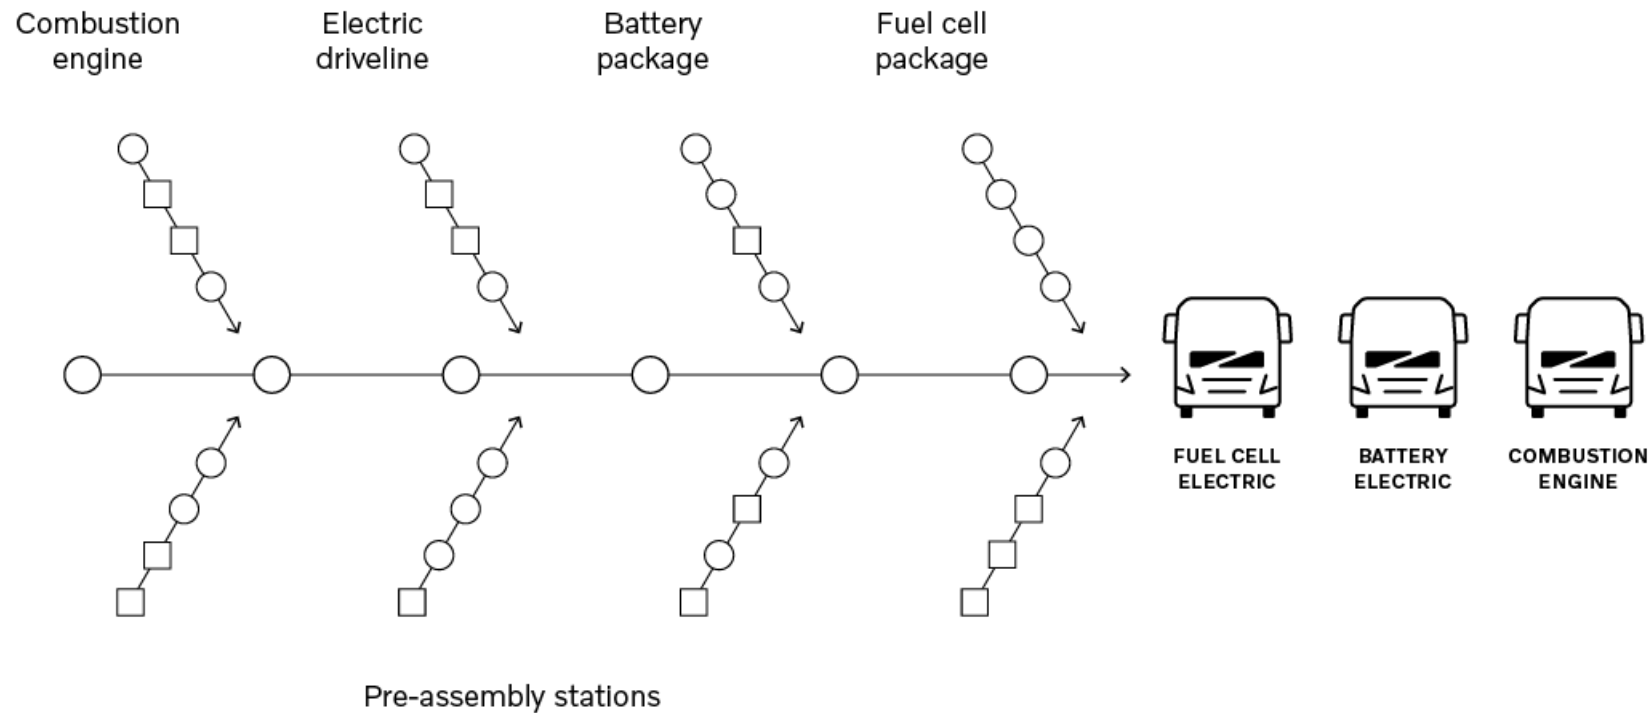 Combustion
engine
Electric
driveline
Battery
package
Fuel cell
package
FUEL CELL
ELECTRIC
BATTERY
ELECTRIC
COMBUSTION
ENGINE
Pre-assembly stations